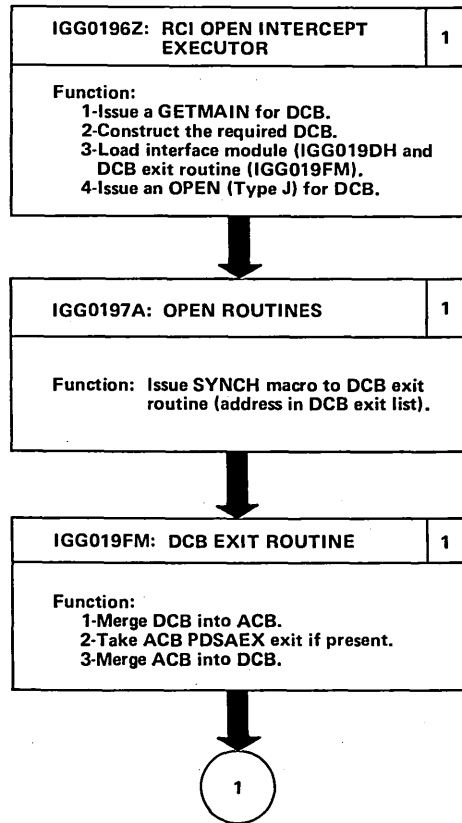 IGG0196Z: RCI OPEN INTERCEPT
EXECUTOR
1
Function:
1-Issue a GETMAIN for DCB.
2-Construct the required DCB.
3-Load interface module (IGG019DH and
DCB exit routine (IGG019FM).
4-Issue an OPEN (Type J) for DCB.
IGG0197A: OPEN ROUTINES
1
Function: Issue SYNCH macro to DCB exit
routine (address in DCB exit list).
IGG019FM: DCB EXIT ROUTINE
1
Function:
1-Merge DCB into ACB.
2-Take ACB PDSAEX exit if present.
3-Merge ACB into DCB.
1